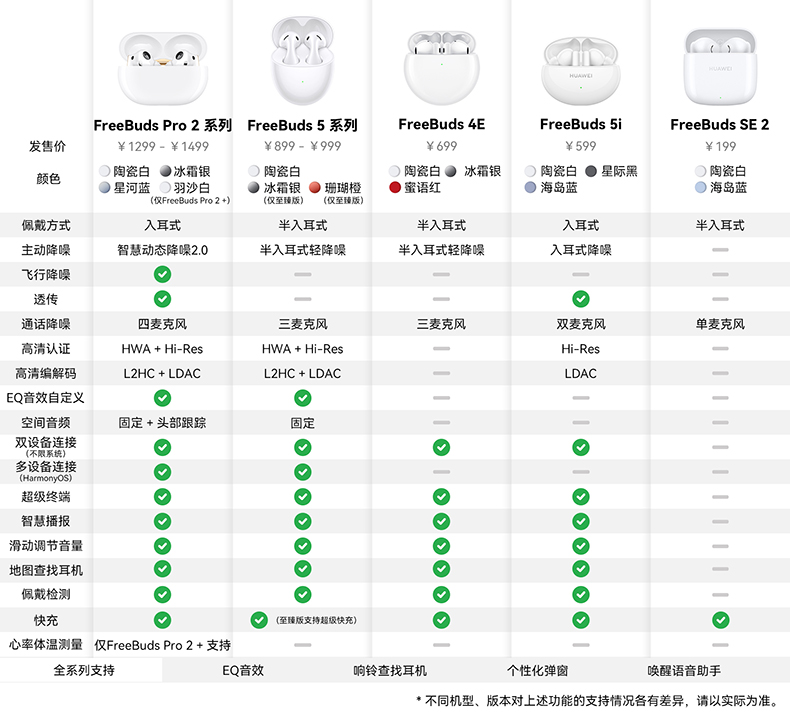 HUAWEI
HUAWEI
FreeBuds Pro 2 系列 FreeBuds 5 系列 FreeBuds 4E FreeBuds 5i FreeBuds SE 2
发售价 ￥1299 - ￥1499 ￥899 - ￥999 ￥699 ￥599 ￥199
颜色 陶瓷白 冰霜银 陶瓷白 陶瓷白 冰霜银 陶瓷白 星际黑 陶瓷白
星河蓝 羽沙白 冰霜银 珊瑚橙 蜜语红 海岛蓝 海岛蓝
(仅FreeBuds Pro 2 +) (仅至臻版) (仅至臻版)
佩戴方式 入耳式 半入耳式 半入耳式 入耳式 半入耳式
主动降噪 智慧动态降噪2.0 半入耳式轻降噪 半入耳式轻降噪 入耳式降噪 —
飞行降噪 — — — —
透传 — — —
通话降噪 四麦克风 三麦克风 三麦克风 双麦克风 单麦克风
高清认证 HWA + Hi-Res HWA + Hi-Res — Hi-Res —
高清编解码 L2HC + LDAC L2HC + LDAC — LDAC —
EQ音效自定义 — — —
空间音频 固定 + 头部跟踪 固定 — — —
双设备连接 —
(不限系统)
多设备连接 — — —
(HarmonyOS)
超级终端 —
智慧播报 —
滑动调节音量 —
地图查找耳机 —
佩戴检测 —
快充 (至臻版支持超级快充)
心率体温测量 仅FreeBuds Pro 2 + 支持 — — — —
全系列支持 EQ音效 响铃查找耳机 个性化弹窗 唤醒语音助手
* 不同机型、版本对上述功能的支持情况各有差异，请以实际为准。